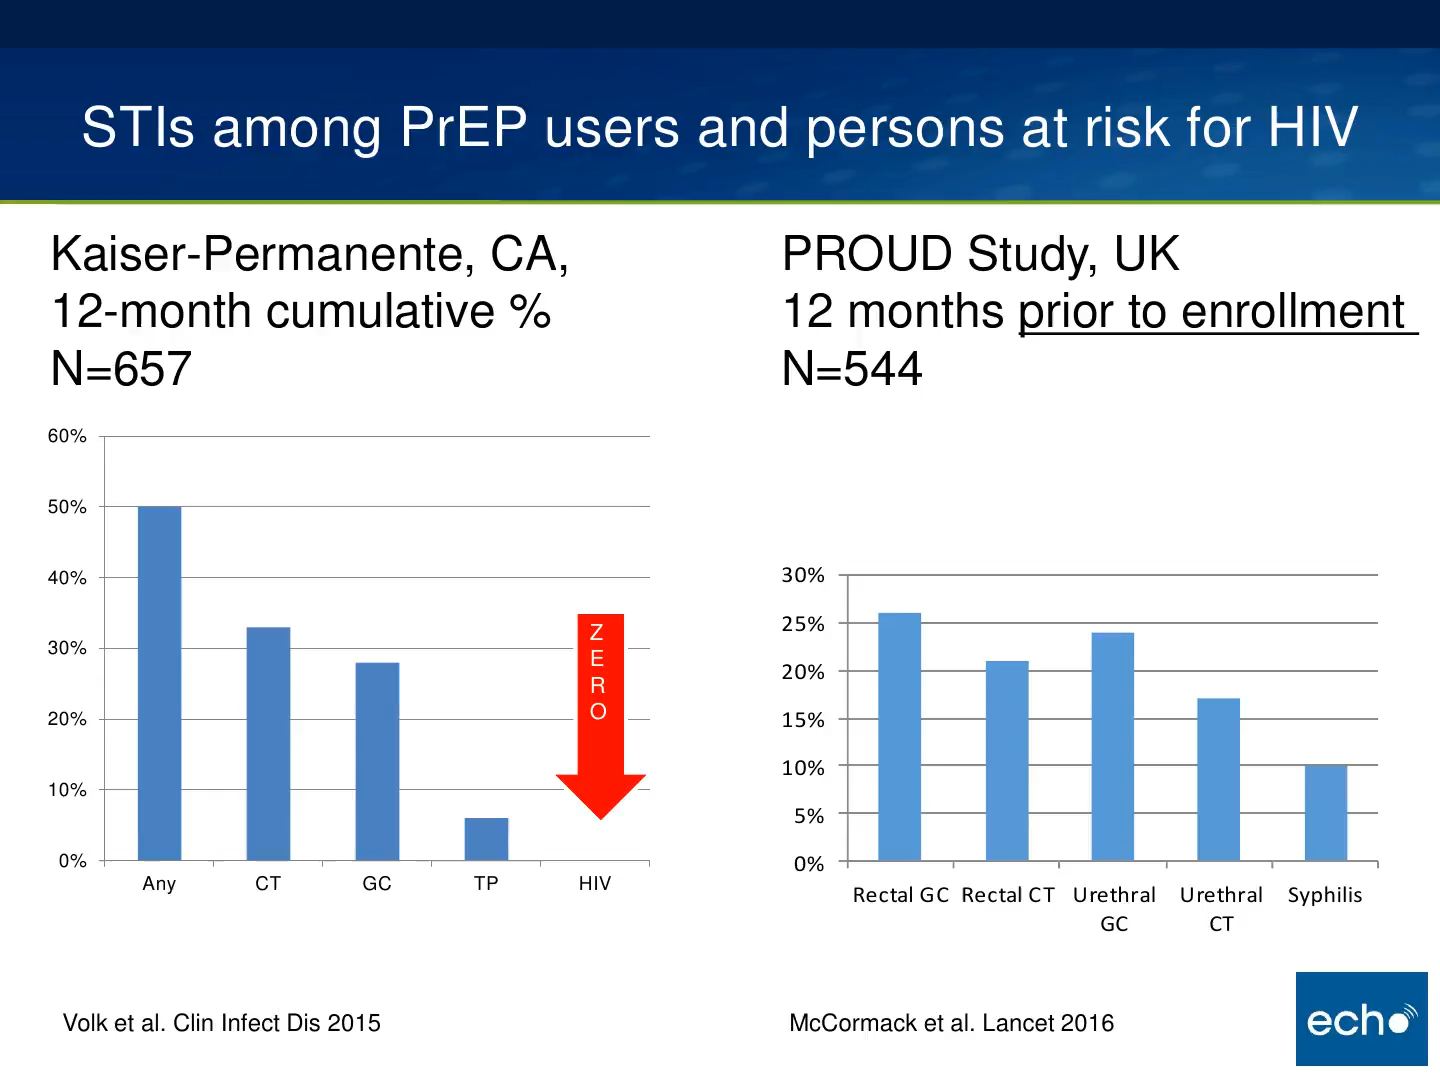 STIs among PrEP users and persons at risk for HIV
Kaiser-Permanente, CA,
12-month cumulative %
N=657
60%
50%
40%
30%
20%
10%
0%
Z
E
R
O
Any CT GC TP HIV
Volk et al. Clin Infect Dis 2015
PROUD Study, UK
12 months prior to enrollment
N=544
30%
25%
20%
15%
10%
5%
0%
Rectal GC Rectal CT Urethral GC Urethral CT Syphilis
McCormack et al. Lancet 2016
echo